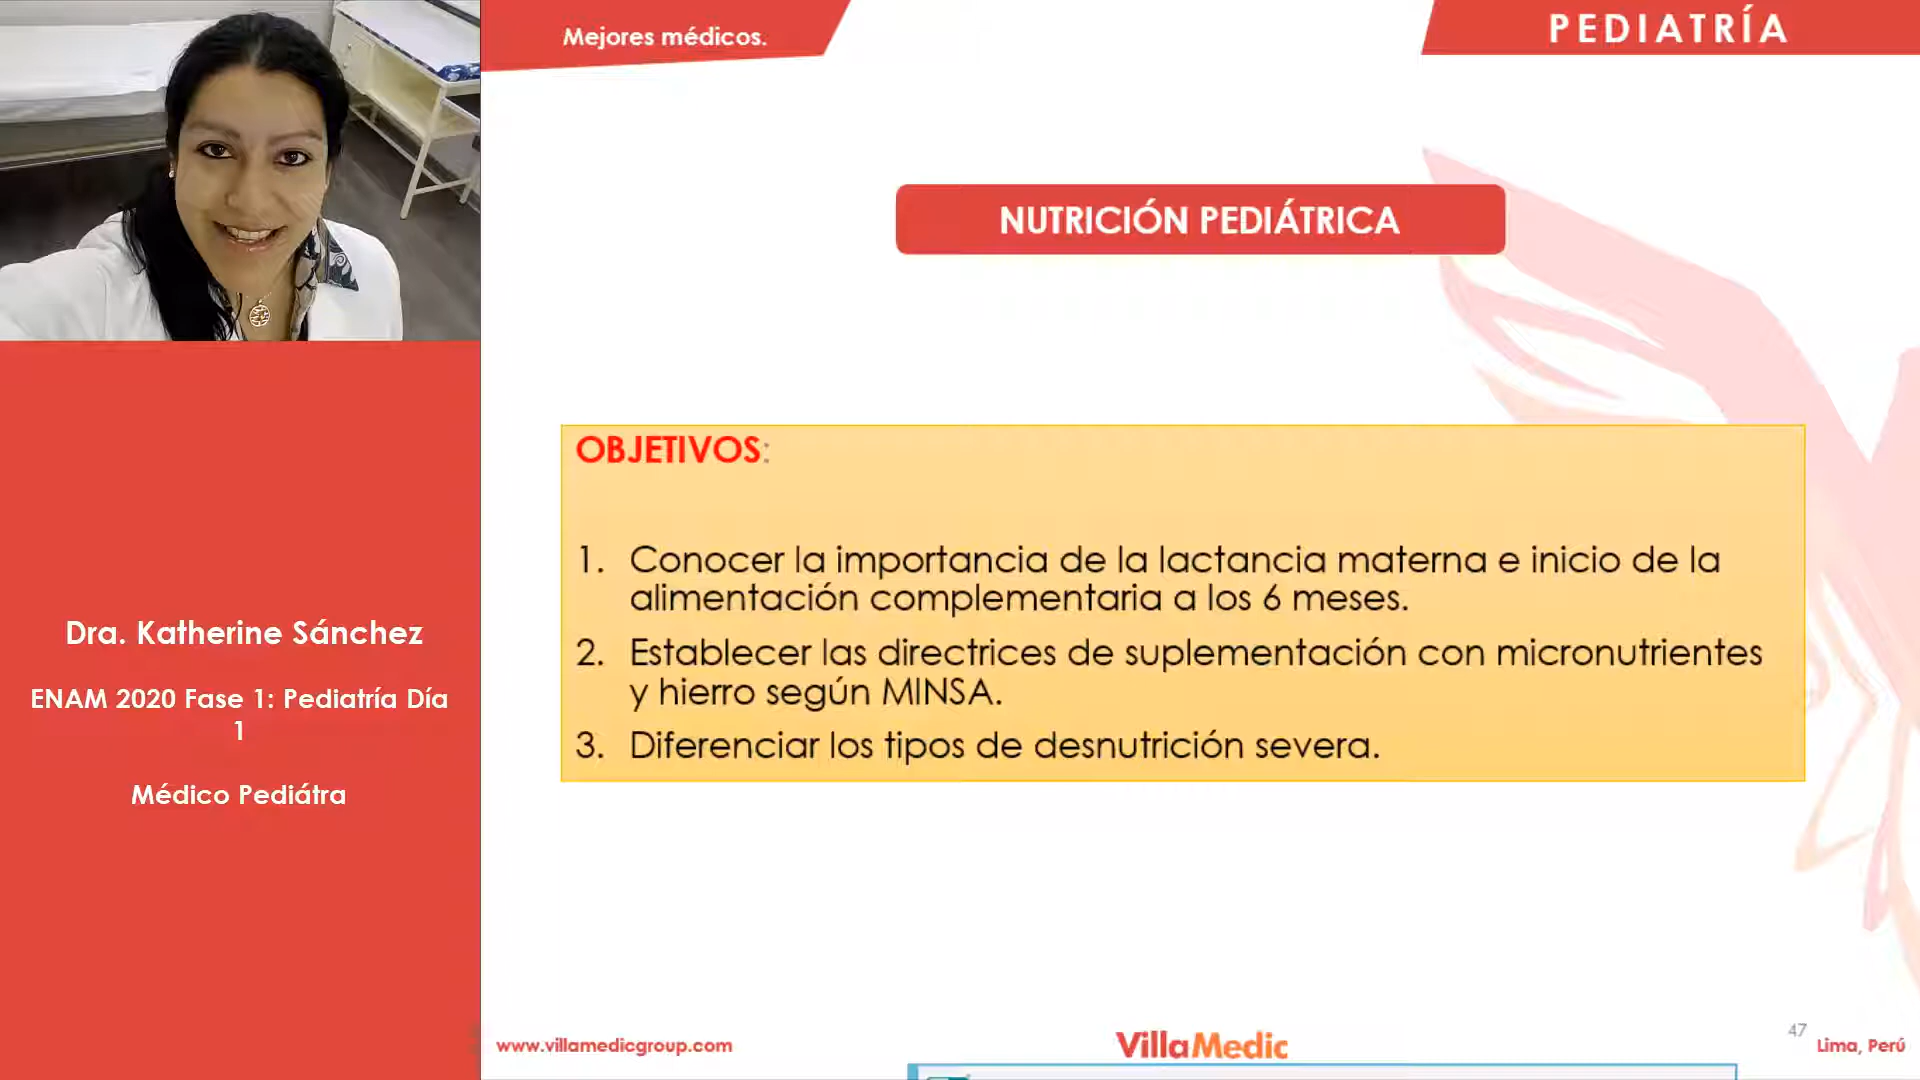 Mejores médicos.
PEDIATRÍA
NUTRICIÓN PEDIÁTRICA
OBJETIVOS:
1. Conocer la importancia de la lactancia materna e inicio de la
alimentación complementaria a los 6 meses.
2. Establecer las directrices de suplementación con micronutrientes
y hierro según MINSA.
3. Diferenciar los tipos de desnutrición severa.
Dra. Katherine Sánchez
ENAM 2020 Fase 1: Pediatría Día
1
Médico Pediátra
www.villamedicgroup.com
VillaMedic
47
Lima, Perú